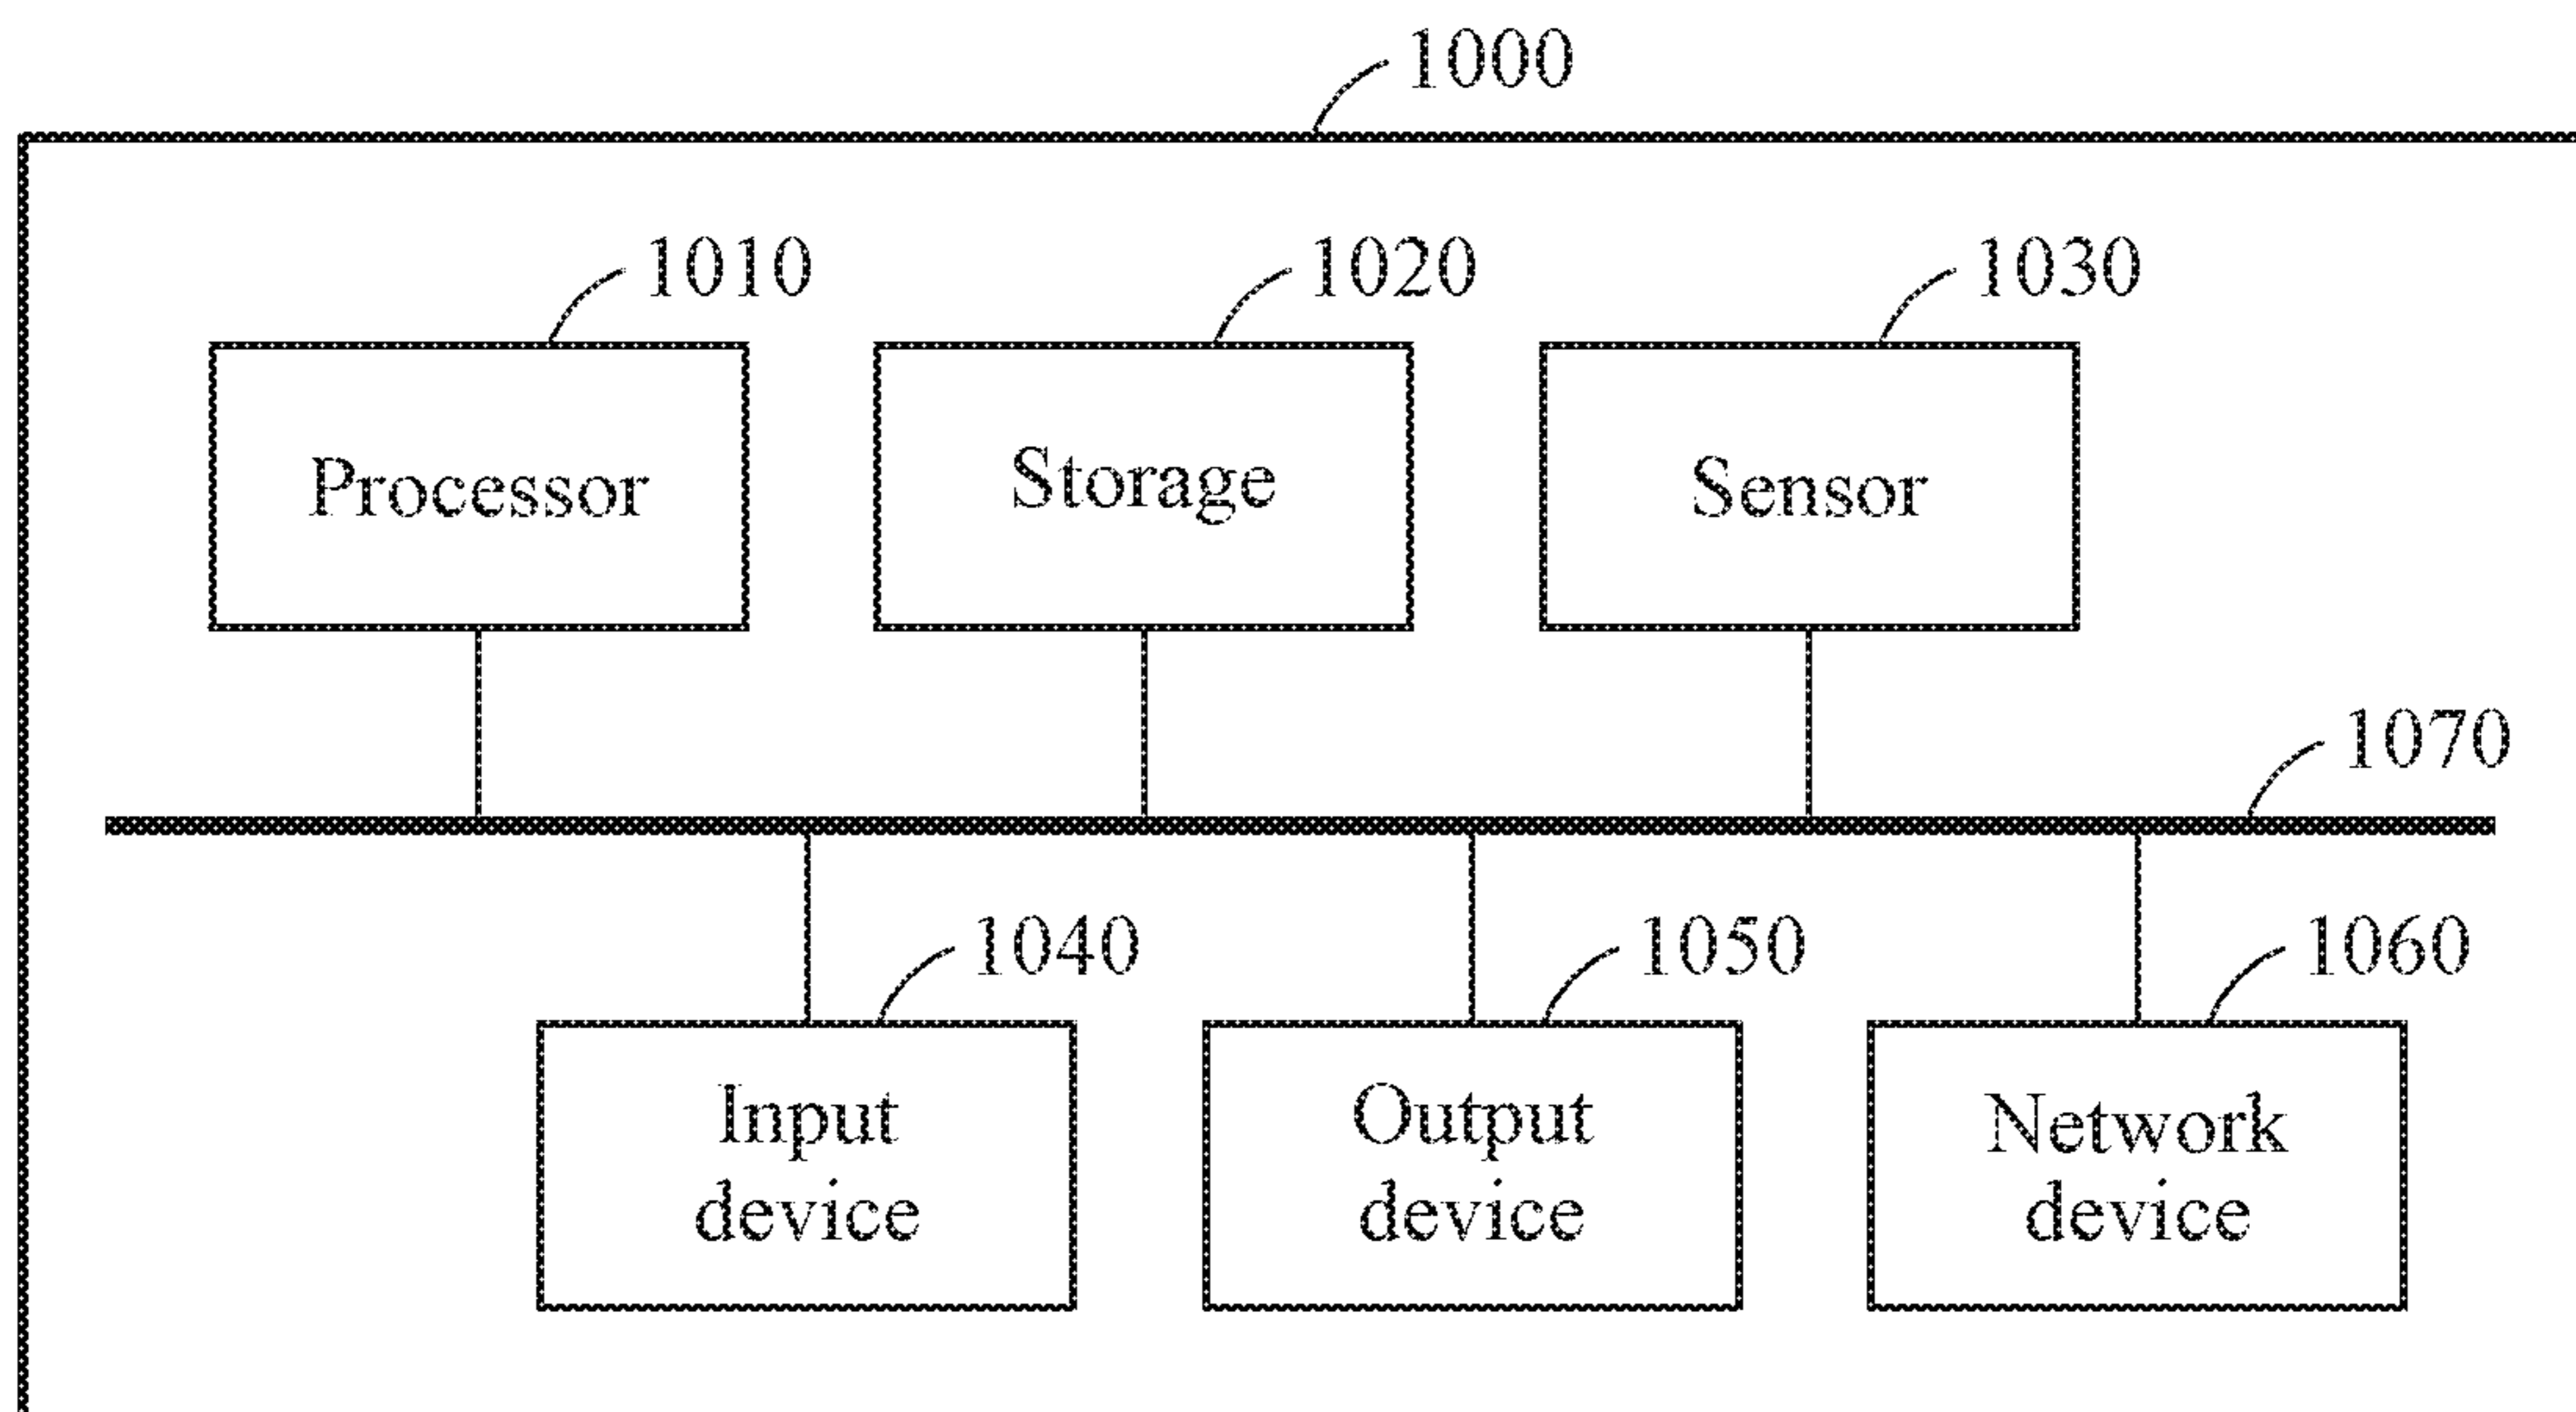 1000
1010
1020
1030
Processor
Storage
Sensor
1070
1040
1050
1060
Input
device
Output
device
Network
device